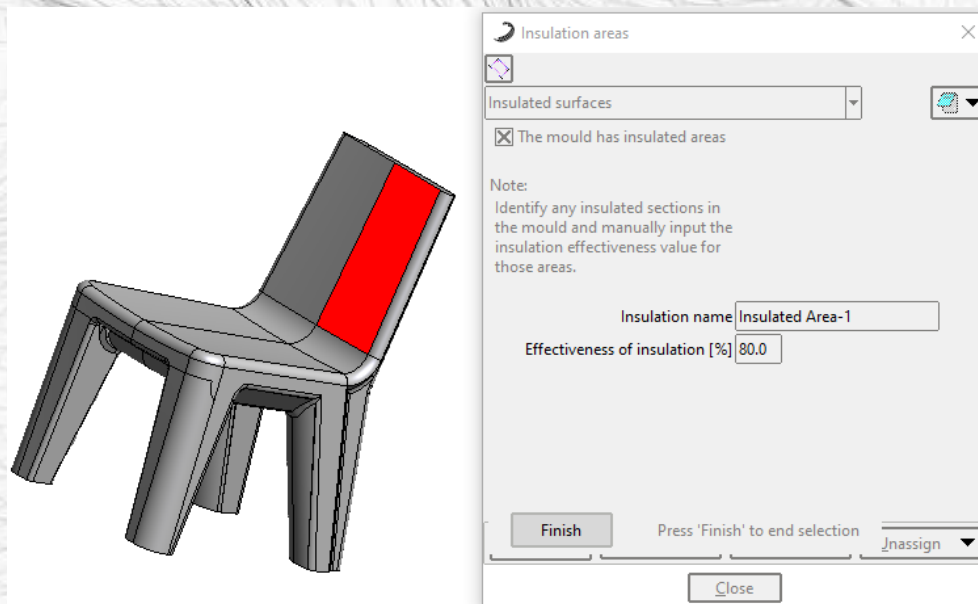 Insulation areas
Insulated surfaces
The mould has insulated areas
Note:
Identify any insulated sections in
the mould and manually input the
insulation effectiveness value for
those areas.
Insulation name Insulated Area-1
Effectiveness of insulation [%] 80.0
Finish Press 'Finish' to end selection Unassign
Close